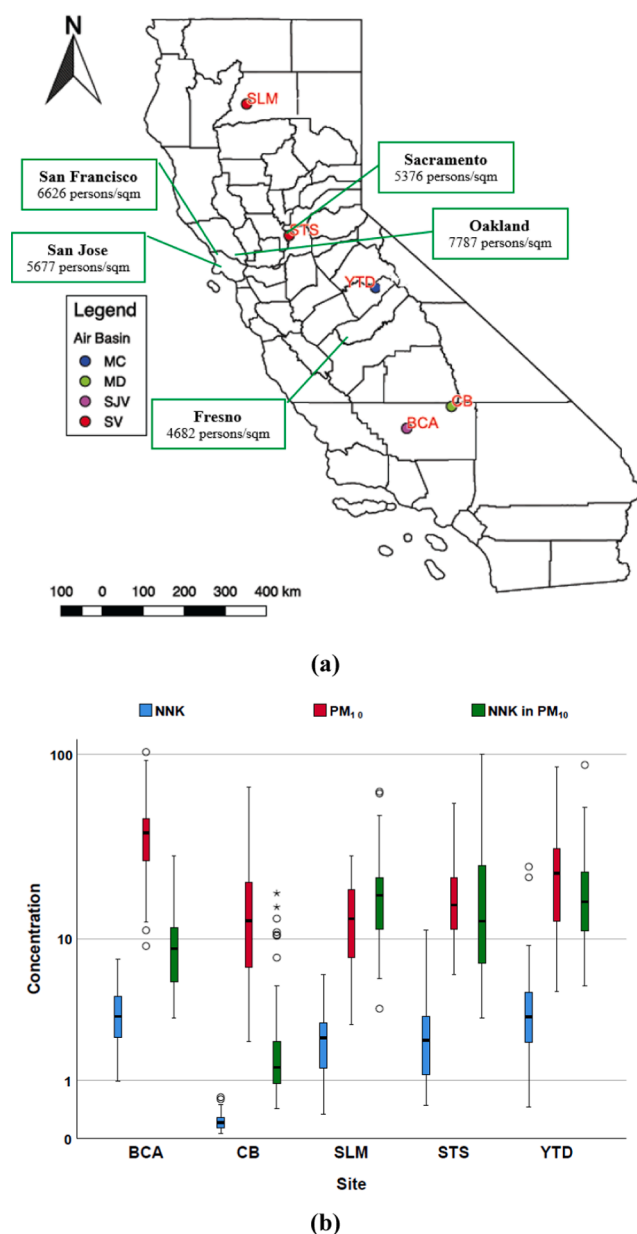 N
SLM
San Francisco
6626 persons/sqm
Sacramento
5376 persons/sqm
STS
Oakland
7787 persons/sqm
San Jose
5677 persons/sqm
YTD
Legend
Air Basin
MC
MD
SJV
SV
Fresno
4682 persons/sqm
CB
BCA
100 0 100 200 300 400 km
(a)
NNK PM10 NNK in PM10
100
10
1
0
Concentration
BCA CB SLM STS YTD
Site
(b)